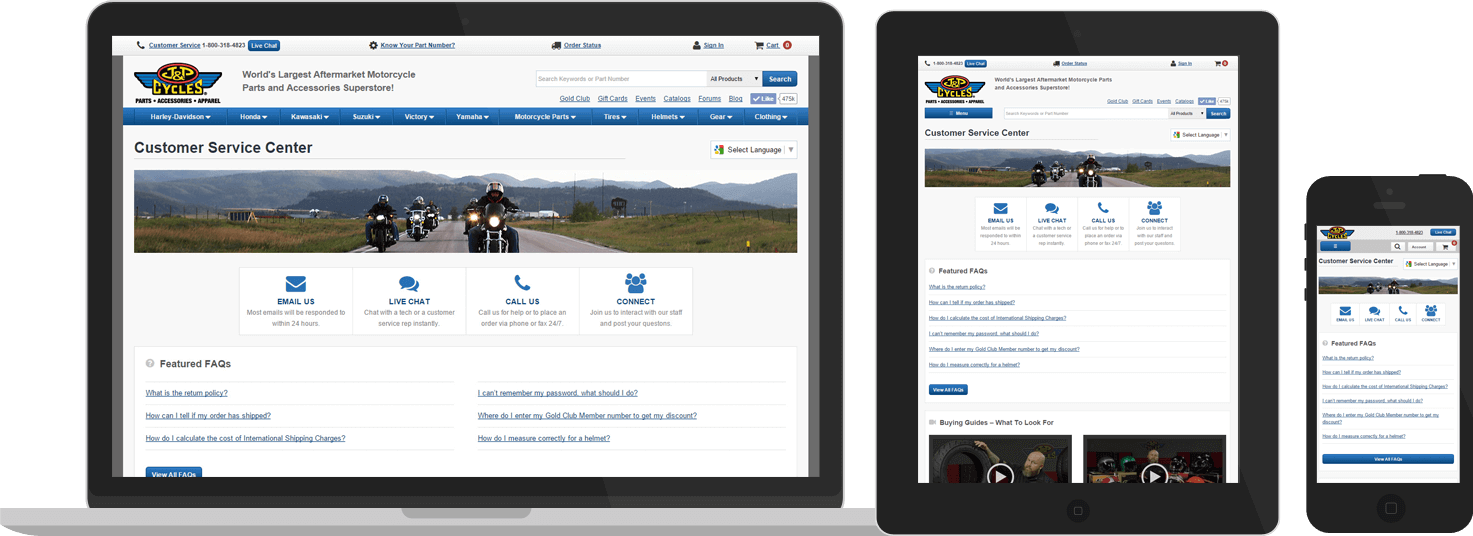 Customer Service 1-800-318-4823 Live Chat Know Your Part Number? Order Status Sign In Cart 0
J&P
CYCLES
PARTS • ACCESSORIES • APPAREL
World's Largest Aftermarket Motorcycle
Parts and Accessories Superstore!
Search Keywords or Part Number All Products Search
Gold Club Gift Cards Events Catalogs Forums Blog Like 475k
Harley-Davidson Honda Kawasaki Suzuki Victory Yamaha Motorcycle Parts Tires Helmets Gear Clothing
Customer Service Center
Select Language
EMAIL US LIVE CHAT CALL US CONNECT
Most emails will be responded to Chat with a tech or a customer Call us for help or to place an Join us to interact with our staff
within 24 hours. service rep instantly. order via phone or fax 24/7. and post your questons.
Featured FAQs
What is the return policy? I can't remember my password, what should I do?
How can I tell if my order has shipped? Where do I enter my Gold Club Member number to get my discount?
How do I calculate the cost of International Shipping Charges? How do I measure correctly for a helmet?
View All FAQs
1-800-318-4823 Live Chat Order Status Sign In 0
J&P
CYCLES
PARTS • ACCESSORIES • APPAREL
World's Largest Aftermarket Motorcycle Parts
and Accessories Superstore!
Gold Club Gift Cards Events Catalogs Like 475k
Menu Search Keywords or Part Number All Products Search
Customer Service Center
Select Language
EMAIL US LIVE CHAT CALL US CONNECT
Most emails will be Chat with a tech or Call us for help or to Join us to interact
responded to within a customer service place an order via with our staff and
24 hours. rep instantly. phone or fax 24/7 post your questions.
Featured FAQs
What is the return policy?
How can I tell if my order has shipped?
How do I calculate the cost of International Shipping Charges?
I can't remember my password, what should I do?
Where do I enter my Gold Club Member number to get my discount?
How do I measure correctly for a helmet?
View All FAQs
Buying Guides – What To Look For
J&P
CYCLES
1-800-318-4823 Live Chat
Account
Customer Service Center
Select Language
EMAIL US LIVE CHAT CALL US CONNECT
Featured FAQs
What is the return policy?
How can I tell if my order has shipped?
How do I calculate the cost of International Shipping Charges?
I can't remember my password, what should I do?
Where do I enter my Gold Club Member number to get my
discount?
How do I measure correctly for a helmet?
View All FAQs